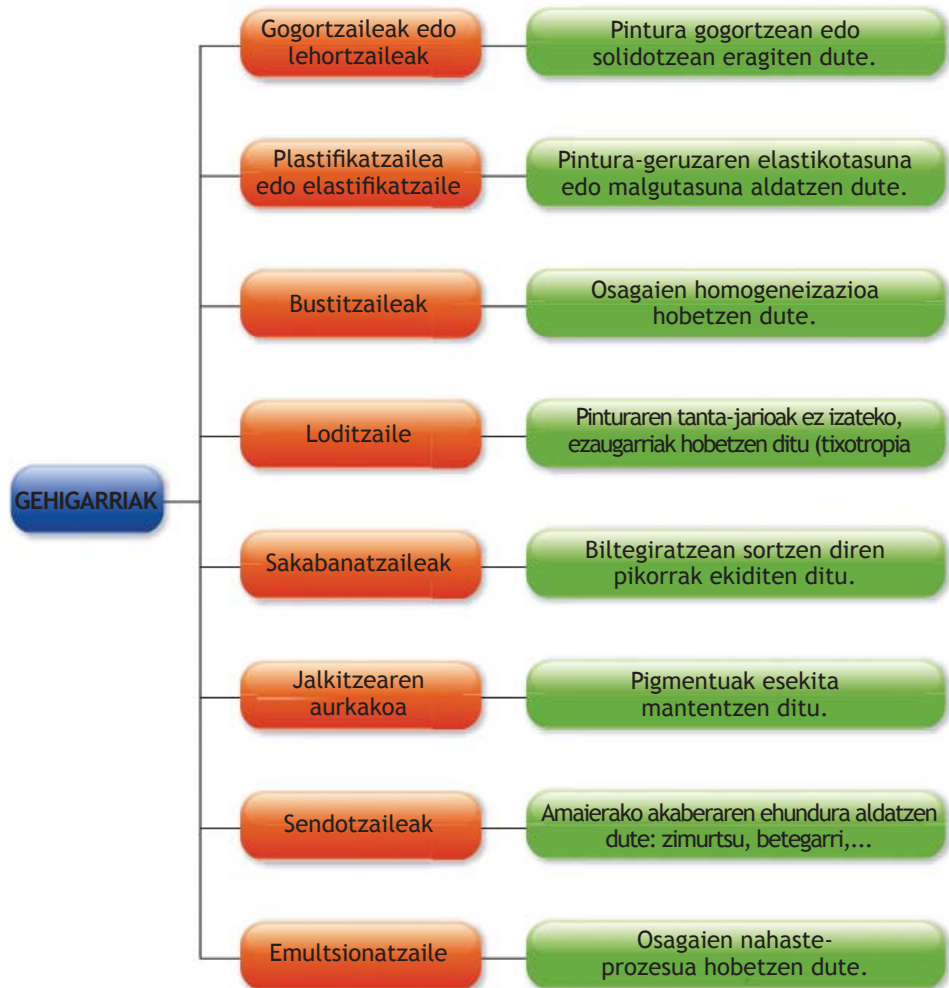 Gogortzaileak edo
lehortzaileak
Pintura gogortzean edo
solidotzean eragiten dute.
Plastifikatzailea
edo elastifikatzaile
Pintura-geruzaren elastikotasuna
edo malgutasuna aldatzen dute.
Bustitzaileak
Osagaien homogeneizazioa
hobetzen dute.
Loditzaile
Pinturaren tanta-jarioak ez izateko,
ezaugarriak hobetzen ditu (tixotropia
GEHIGARRIAK
Sakabanatzaileak
Biltegiratzean sortzen diren
pikorrak ekiditen ditu.
Jalkitzearen
aurkakoa
Pigmentuak esekita
mantentzen ditu.
Sendotzaileak
Amaierako akaberaren ehundura aldatzen
dute: zimurtsu, betegarri,...
Emultsionatzaile
Osagaien nahaste-
prozesua hobetzen dute.